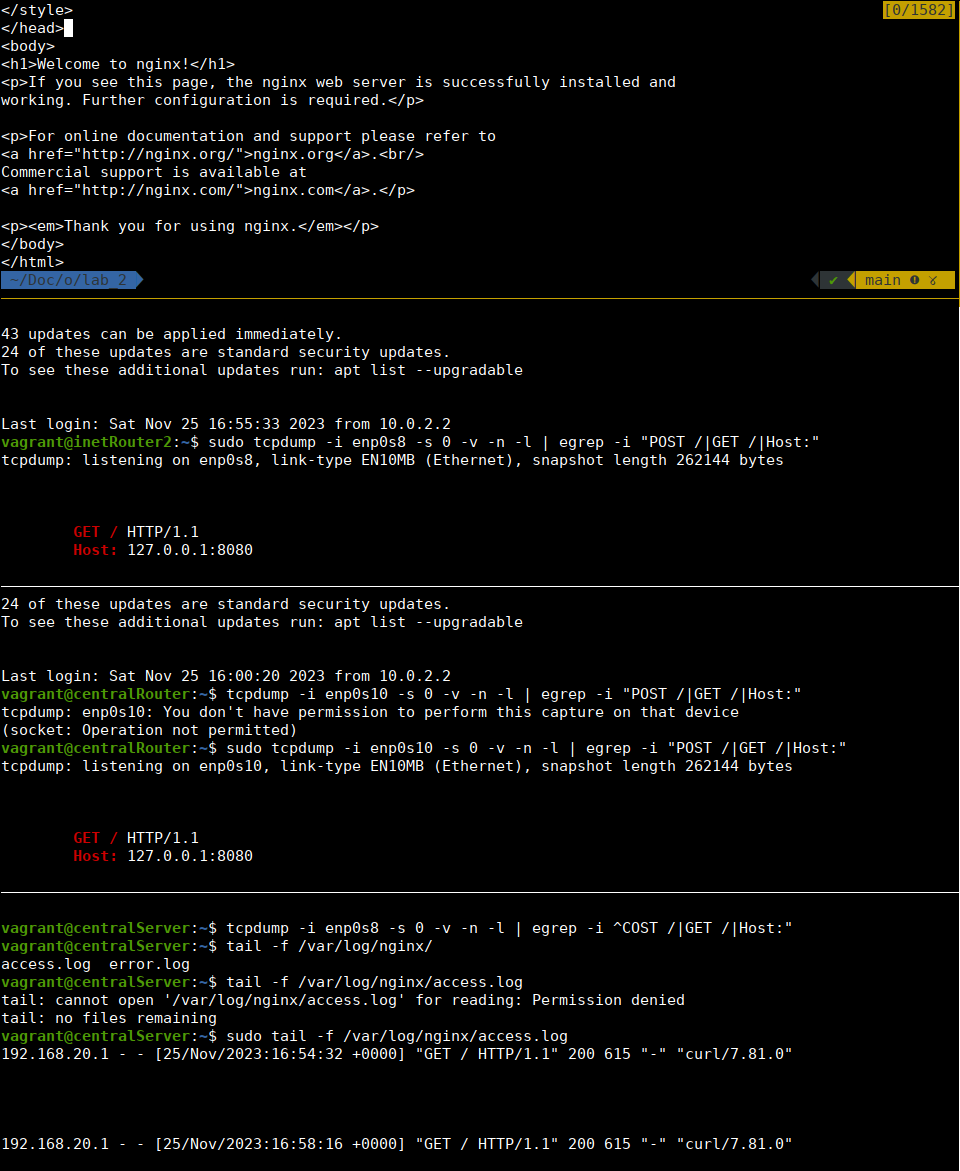 </style>
[0/1582]
</head>
<body>
<h1>Welcome to nginx!</h1>
<p>If you see this page, the nginx web server is successfully installed and
working. Further configuration is required.</p>
<p>For online documentation and support please refer to
<a href="http://nginx.org/">nginx.org</a>.<br/>
Commercial support is available at
<a href="http://nginx.com/">nginx.com</a>.</p>
<p><em>Thank you for using nginx.</em></p>
</body>
</html>
~/Doc/o/lab_2 ✔ main
43 updates can be applied immediately.
24 of these updates are standard security updates.
To see these additional updates run: apt list --upgradable
Last login: Sat Nov 25 16:55:33 2023 from 10.0.2.2
vagrant@inetRouter2:~$ sudo tcpdump -i enp0s8 -s 0 -v -n -l | egrep -i "POST /|GET /|Host:"
tcpdump: listening on enp0s8, link-type EN10MB (Ethernet), snapshot length 262144 bytes
GET / HTTP/1.1
Host: 127.0.0.1:8080
24 of these updates are standard security updates.
To see these additional updates run: apt list --upgradable
Last login: Sat Nov 25 16:00:20 2023 from 10.0.2.2
vagrant@centralRouter:~$ tcpdump -i enp0s10 -s 0 -v -n -l | egrep -i "POST /|GET /|Host:"
tcpdump: enp0s10: You don't have permission to perform this capture on that device
(socket: Operation not permitted)
vagrant@centralRouter:~$ sudo tcpdump -i enp0s10 -s 0 -v -n -l | egrep -i "POST /|GET /|Host:"
tcpdump: listening on enp0s10, link-type EN10MB (Ethernet), snapshot length 262144 bytes
GET / HTTP/1.1
Host: 127.0.0.1:8080
vagrant@centralServer:~$ tcpdump -i enp0s8 -s 0 -v -n -l | egrep -i ^COST /|GET /|Host:"
vagrant@centralServer:~$ tail -f /var/log/nginx/
access.log  error.log
vagrant@centralServer:~$ tail -f /var/log/nginx/access.log
tail: cannot open '/var/log/nginx/access.log' for reading: Permission denied
tail: no files remaining
vagrant@centralServer:~$ sudo tail -f /var/log/nginx/access.log
192.168.20.1 - - [25/Nov/2023:16:54:32 +0000] "GET / HTTP/1.1" 200 615 "-" "curl/7.81.0"
192.168.20.1 - - [25/Nov/2023:16:58:16 +0000] "GET / HTTP/1.1" 200 615 "-" "curl/7.81.0"